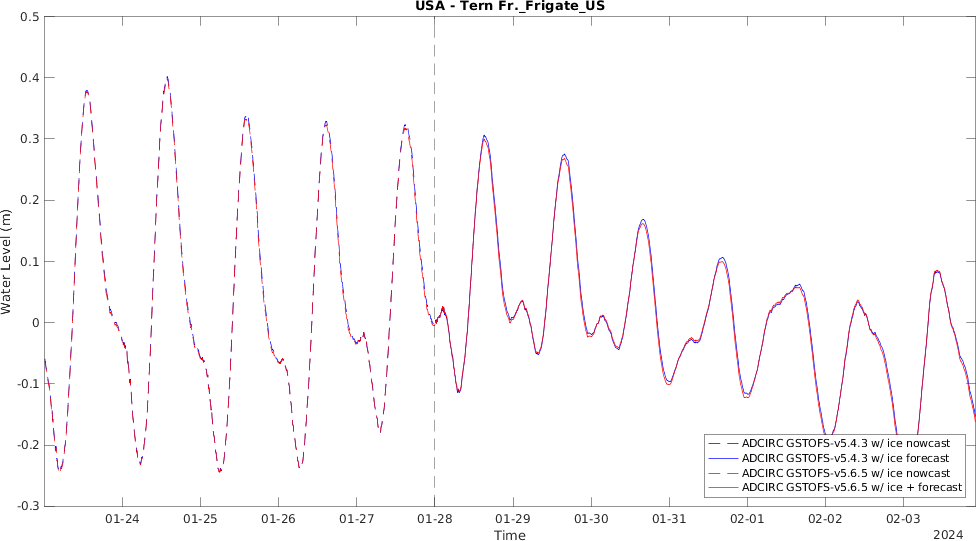 USA - Tern Fr._Frigate_US
0.5
0.4
0.3
0.2
0.1
0
-0.1
-0.2
-0.3
Water Level (m)
01-24 01-25 01-26 01-27 01-28 01-29 01-30 01-31 02-01 02-02 02-03
Time
2024
ADCIRC GSTOFS-v5.4.3 w/ ice nowcast
ADCIRC GSTOFS-v5.4.3 w/ ice forecast
ADCIRC GSTOFS-v5.6.5 w/ ice nowcast
ADCIRC GSTOFS-v5.6.5 w/ ice + forecast